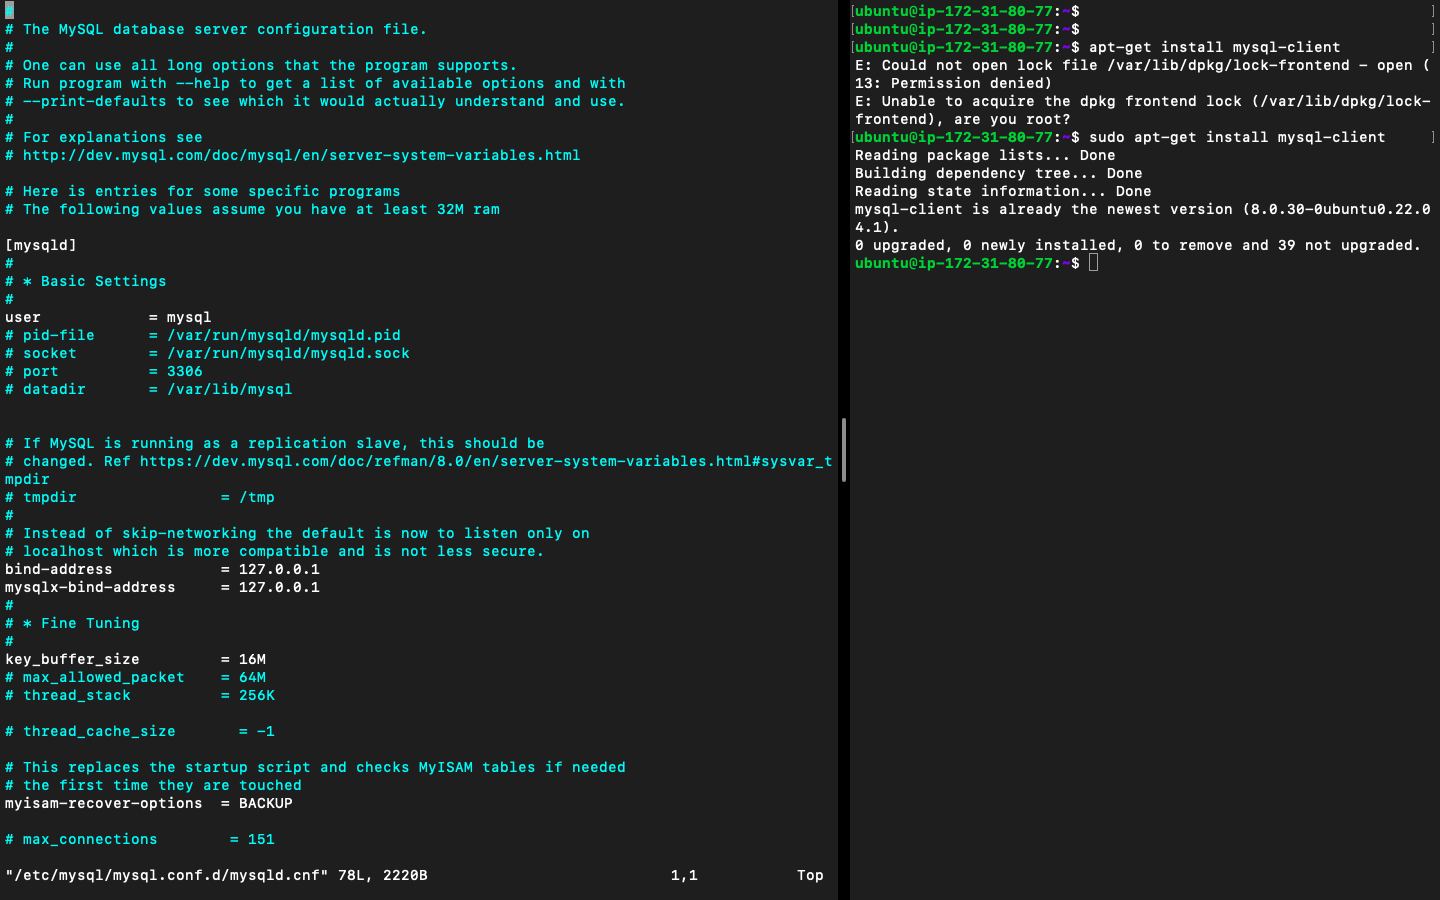 #
# The MySQL database server configuration file.
#
# One can use all long options that the program supports.
# Run program with --help to get a list of available options and with
# --print-defaults to see which it would actually understand and use.
#
# For explanations see
# http://dev.mysql.com/doc/mysql/en/server-system-variables.html
# Here is entries for some specific programs
# The following values assume you have at least 32M ram
[mysqld]
#
# * Basic Settings
#
user            = mysql
# pid-file      = /var/run/mysqld/mysqld.pid
# socket        = /var/run/mysqld/mysqld.sock
# port          = 3306
# datadir       = /var/lib/mysql
# If MySQL is running as a replication slave, this should be
# changed. Ref https://dev.mysql.com/doc/refman/8.0/en/server-system-variables.html#sysvar_t
mpdir
# tmpdir                = /tmp
#
# Instead of skip-networking the default is now to listen only on
# localhost which is more compatible and is not less secure.
bind-address            = 127.0.0.1
mysqlx-bind-address     = 127.0.0.1
#
# * Fine Tuning
#
key_buffer_size         = 16M
# max_allowed_packet    = 64M
# thread_stack          = 256K
# thread_cache_size       = -1
# This replaces the startup script and checks MyISAM tables if needed
# the first time they are touched
myisam-recover-options  = BACKUP
# max_connections        = 151
"/etc/mysql/mysql.conf.d/mysqld.cnf" 78L, 2220B                           1,1           Top
[ubuntu@ip-172-31-80-77:~$ ]
[ubuntu@ip-172-31-80-77:~$ ]
[ubuntu@ip-172-31-80-77:~$ apt-get install mysql-client ]
E: Could not open lock file /var/lib/dpkg/lock-frontend - open (
13: Permission denied)
E: Unable to acquire the dpkg frontend lock (/var/lib/dpkg/lock-
frontend), are you root?
[ubuntu@ip-172-31-80-77:~$ sudo apt-get install mysql-client ]
Reading package lists... Done
Building dependency tree... Done
Reading state information... Done
mysql-client is already the newest version (8.0.30-0ubuntu0.22.0
4.1).
0 upgraded, 0 newly installed, 0 to remove and 39 not upgraded.
ubuntu@ip-172-31-80-77:~$